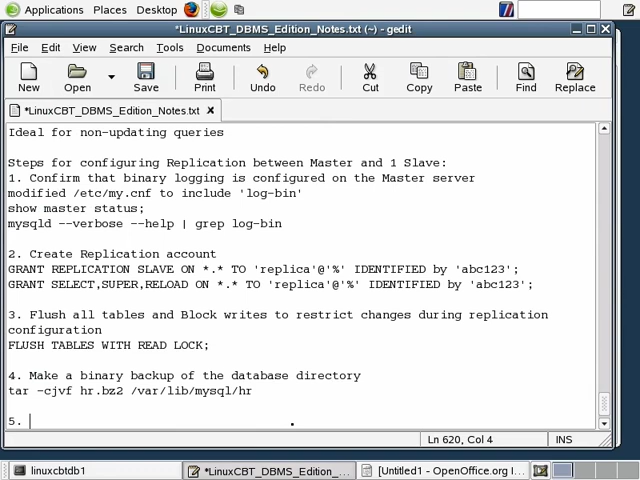 Applications Places Desktop
*LinuxCBT_DBMS_Edition_Notes.txt (~) - gedit
File Edit View Search Tools Documents Help
New Open Save Print Undo Redo Cut Copy Paste Find Replace
*LinuxCBT_DBMS_Edition_Notes.txt x
Ideal for non-updating queries
Steps for configuring Replication between Master and 1 Slave:
1. Confirm that binary logging is configured on the Master server
modified /etc/my.cnf to include 'log-bin'
show master status;
mysqld --verbose --help | grep log-bin
2. Create Replication account
GRANT REPLICATION SLAVE ON *.* TO 'replica'@'%' IDENTIFIED by 'abc123';
GRANT SELECT,SUPER,RELOAD ON *.* TO 'replica'@'%' IDENTIFIED by 'abc123';
3. Flush all tables and Block writes to restrict changes during replication
configuration
FLUSH TABLES WITH READ LOCK;
4. Make a binary backup of the database directory
tar -cjvf hr.bz2 /var/lib/mysql/hr
5.
Ln 620, Col 4 INS
linuxcbtdb1 *LinuxCBT_DBMS_Edition_... [Untitled1 - OpenOffice.org I...